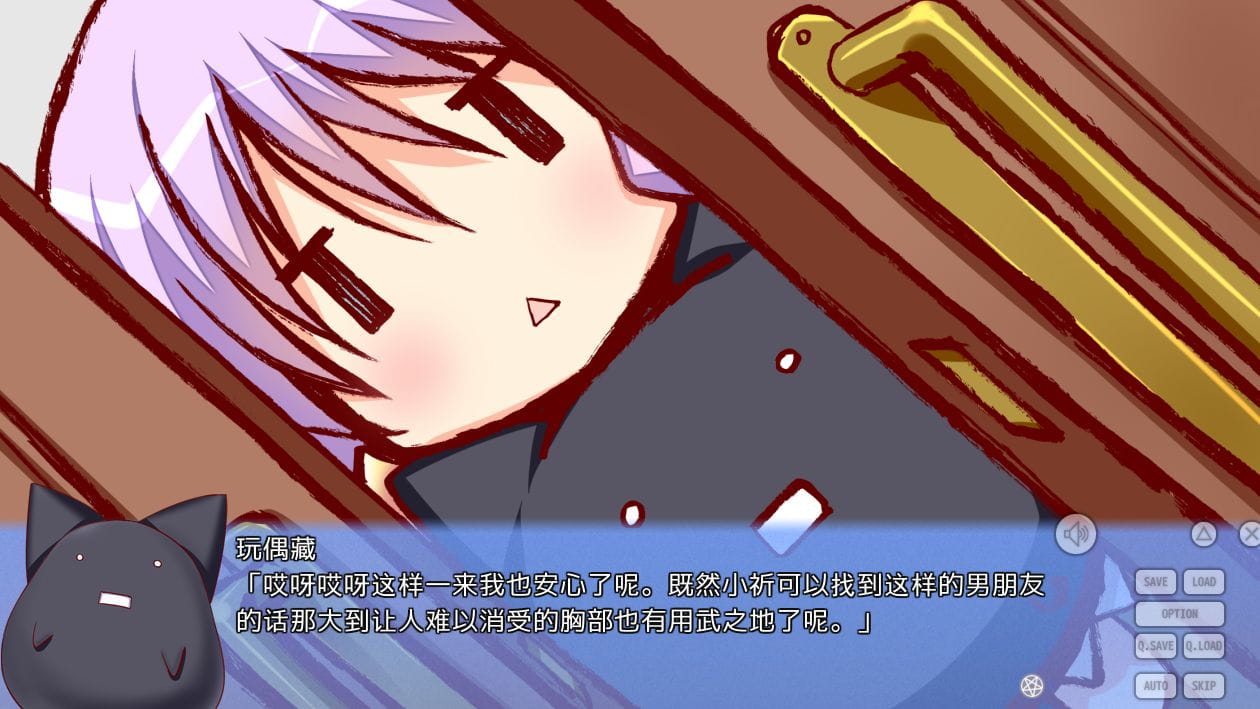 玩偶藏
「哎呀哎呀这样一来我也安心了呢。既然小祈可以找到这样的男朋友
的话那大到让人难以消受的胸部也有用武之地了呢。」
SAVE LOAD
OPTION
Q.SAVE Q.LOAD
AUTO SKIP